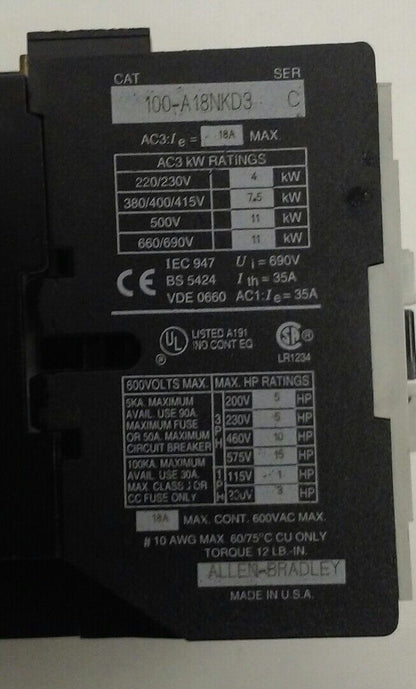 CAT SER
100-A18NKD3 C
AC3:Ie = 18A MAX.
AC3 kW RATINGS
220/230V 4 kW
380/400/415V 7.5 kW
500V 11 kW
660/690V 11 kW
IEC 947 Ui = 690V
CE BS 5424 Ith = 35A
VDE 0660 AC1:Ie = 35A
UL LISTED A191
IND CONT EQ
® SA ®
LR1234
600VOLTS MAX. MAX. HP RATINGS
5KA. MAXIMUM
AVAIL. USE 90A.
MAXIMUM FUSE
OR 50A. MAXIMUM
CIRCUIT BREAKER
3PH
200V 5 HP
230V 5 HP
460V 10 HP
575V 15 HP
100KA. MAXIMUM
AVAIL. USE 30A.
MAX. CLASS J OR
CC FUSE ONLY
1PH
115V 1 HP
230V 3 HP
18A MAX. CONT. 600VAC MAX.
# 10 AWG MAX. 60/75°C CU ONLY
TORQUE 12 LB.-IN.
ALLEN-BRADLEY
MADE IN U.S.A.